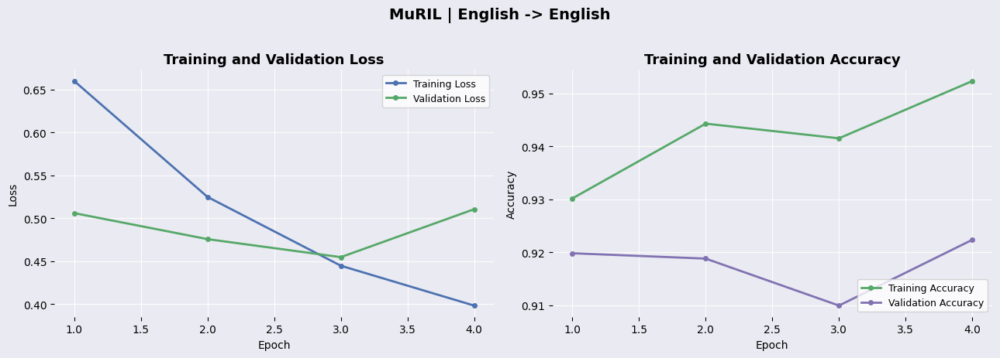 MuRIL | English -> English
Training and Validation Loss
Training Loss
Validation Loss
Loss
0.65
0.60
0.55
0.50
0.45
0.40
1.0 1.5 2.0 2.5 3.0 3.5 4.0
Epoch
Training and Validation Accuracy
Accuracy
0.95
0.94
0.93
0.92
0.91
Training Accuracy
Validation Accuracy
1.0 1.5 2.0 2.5 3.0 3.5 4.0
Epoch